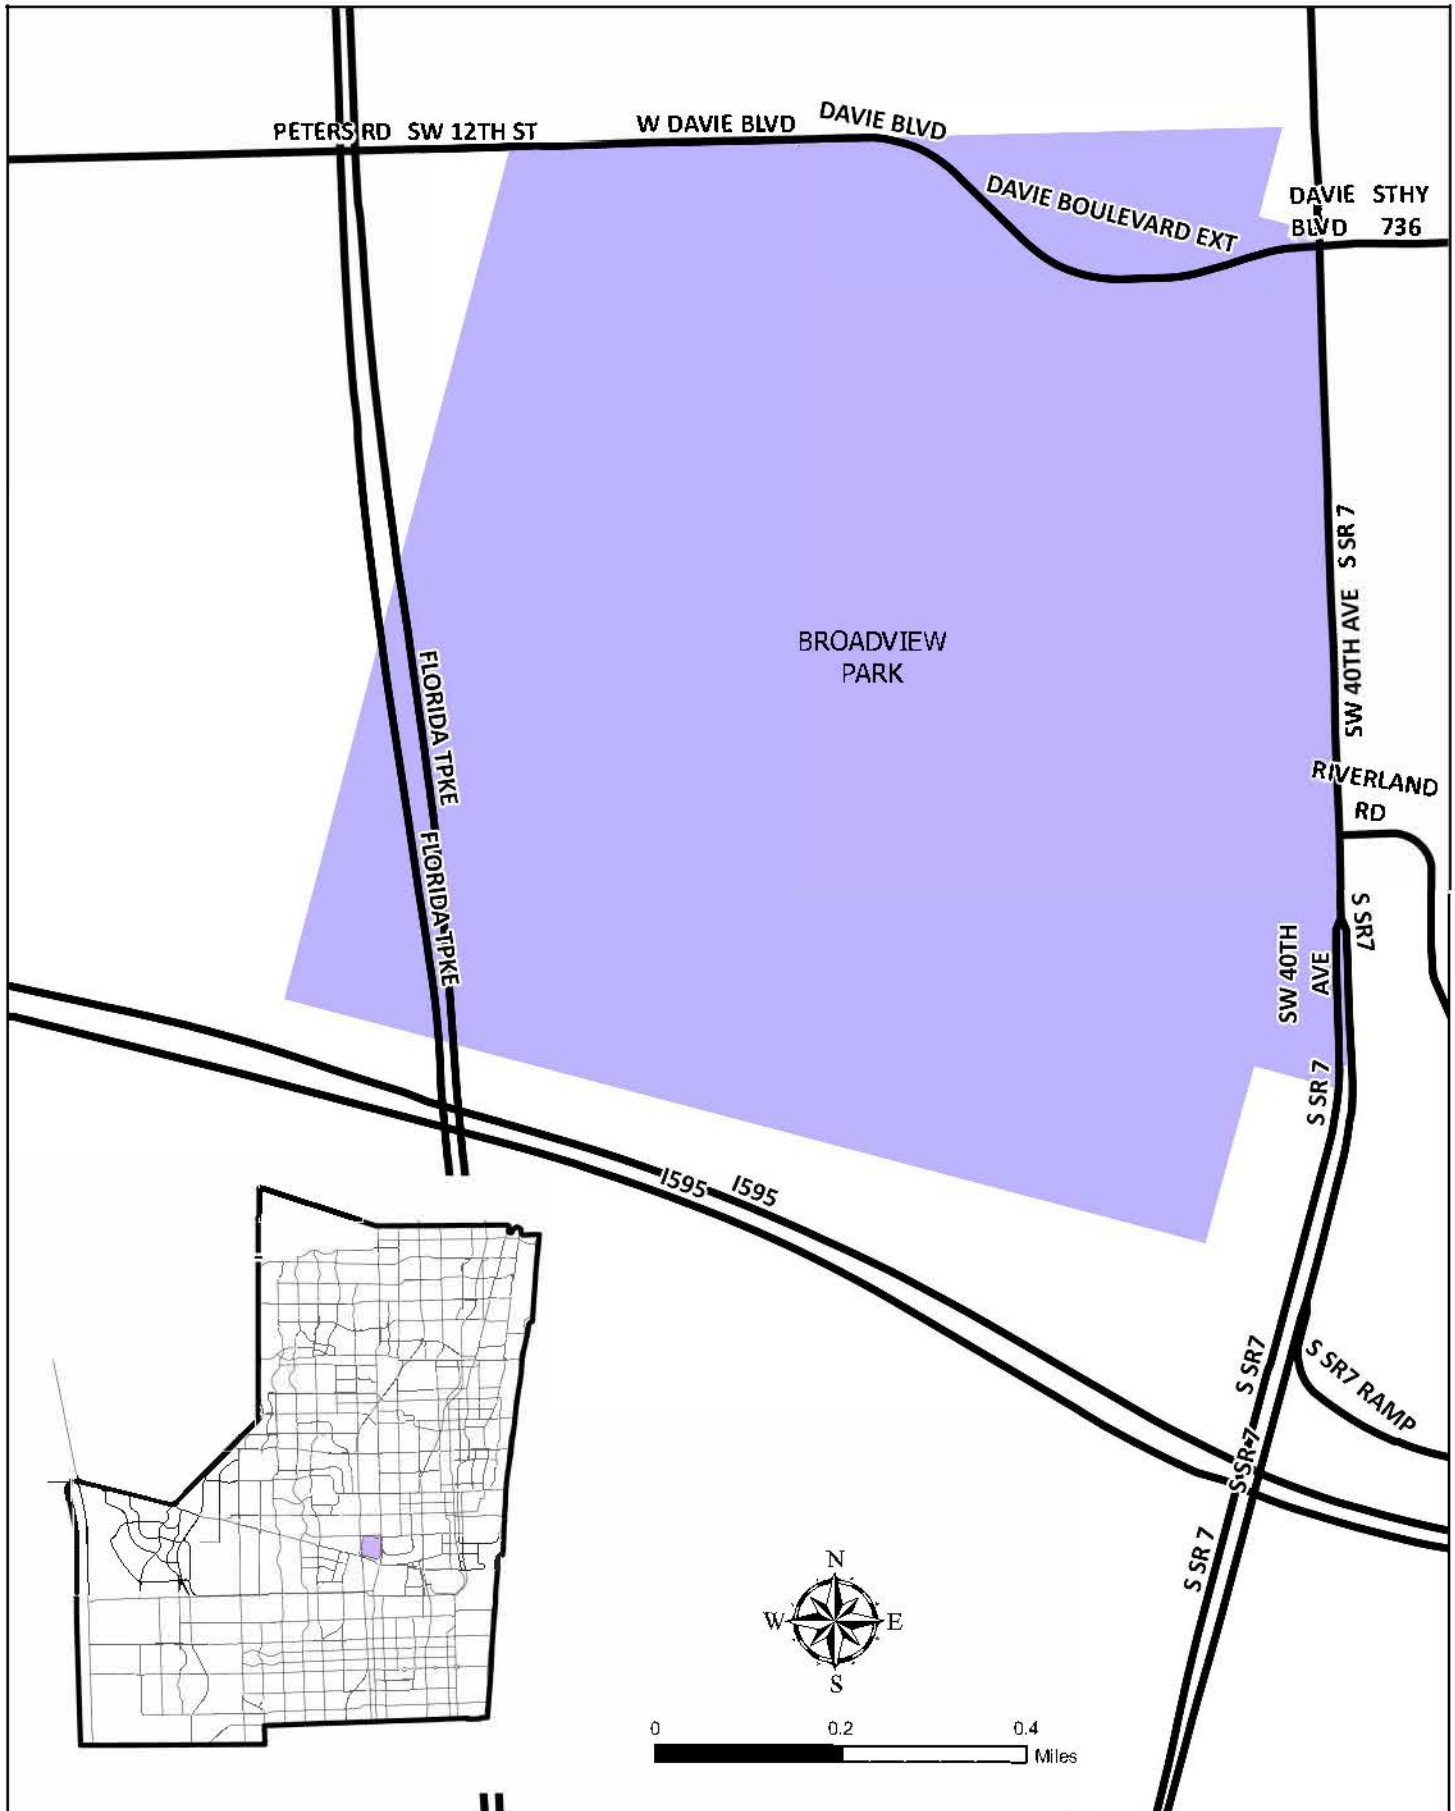 PETERS RD SW 12TH ST
W DAVIE BLVD
DAVIE BLVD
DAVIE BOULEVARD EXT
DAVIE STHY
BLVD 736
S SR 7
SW 40TH AVE
BROADVIEW
PARK
FLORIDA TPKE
FLORIDA TPKE
RIVERLAND
RD
S SR7
SW 40TH
AVE
S SR 7
I595
I595
S SR7
S SR7 RAMP
S SR 7
S SR 7
N
W E
S
0 0.2 0.4
Miles